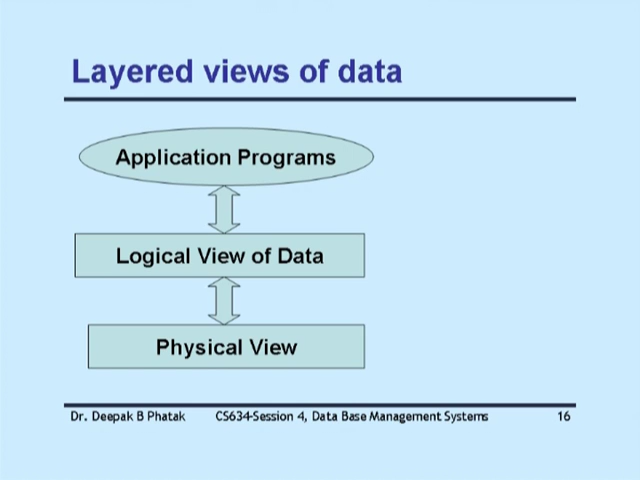 Layered views of data
Application Programs
Logical View of Data
Physical View
Dr. Deepak B Phatak CS634-Session 4, Data Base Management Systems 16